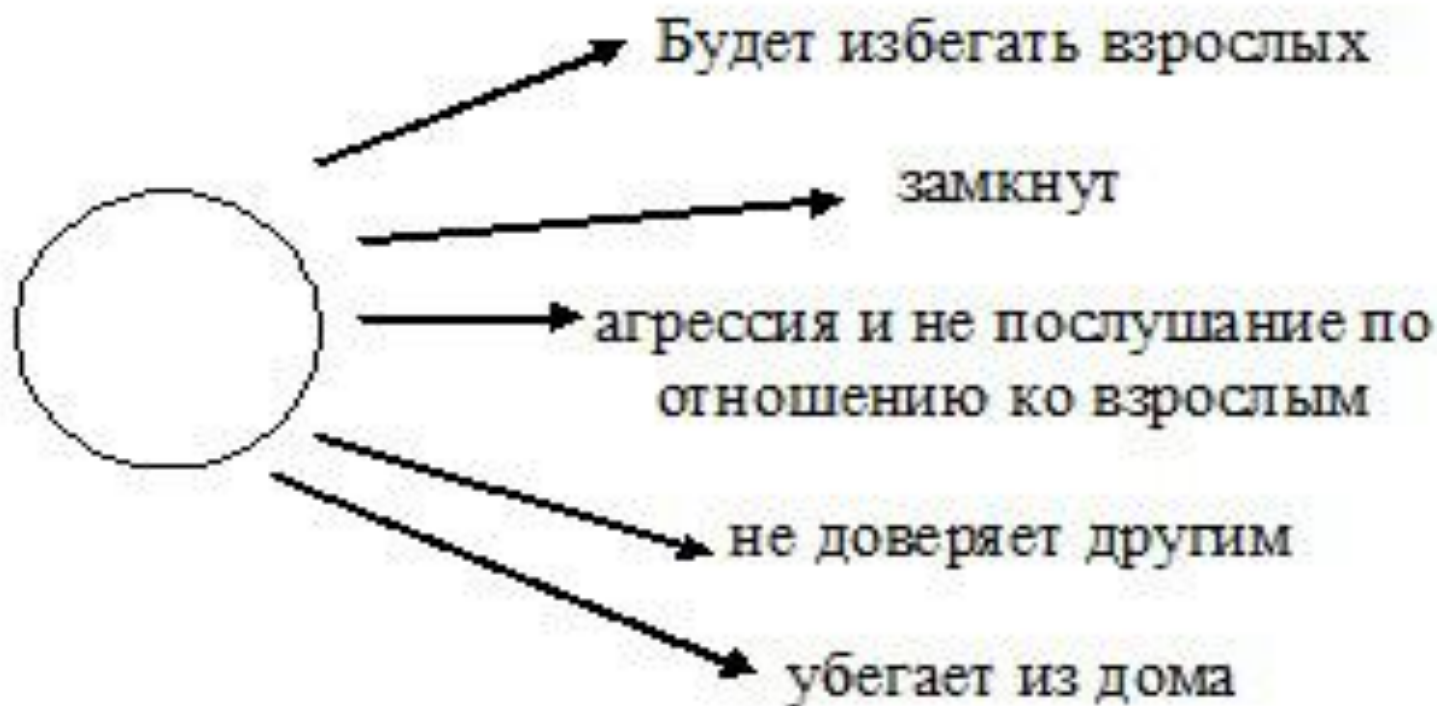 Будет избегать взрослых
замкнут
агрессия и не послушание по
отношению ко взрослым
не доверяет другим
убегает из дома